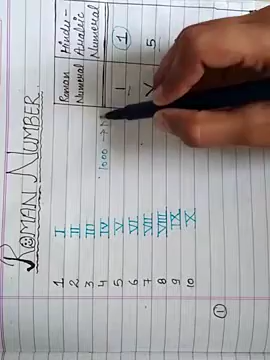 ROMAN NUMBER
1 I
2 II
3 III
4 IV
5 V
6 VI
7 VII
8 VIII
9 IX
10 X
1000 →
Roman Numeral
Hindu-Arabic Numeral
I 1
V 5
1